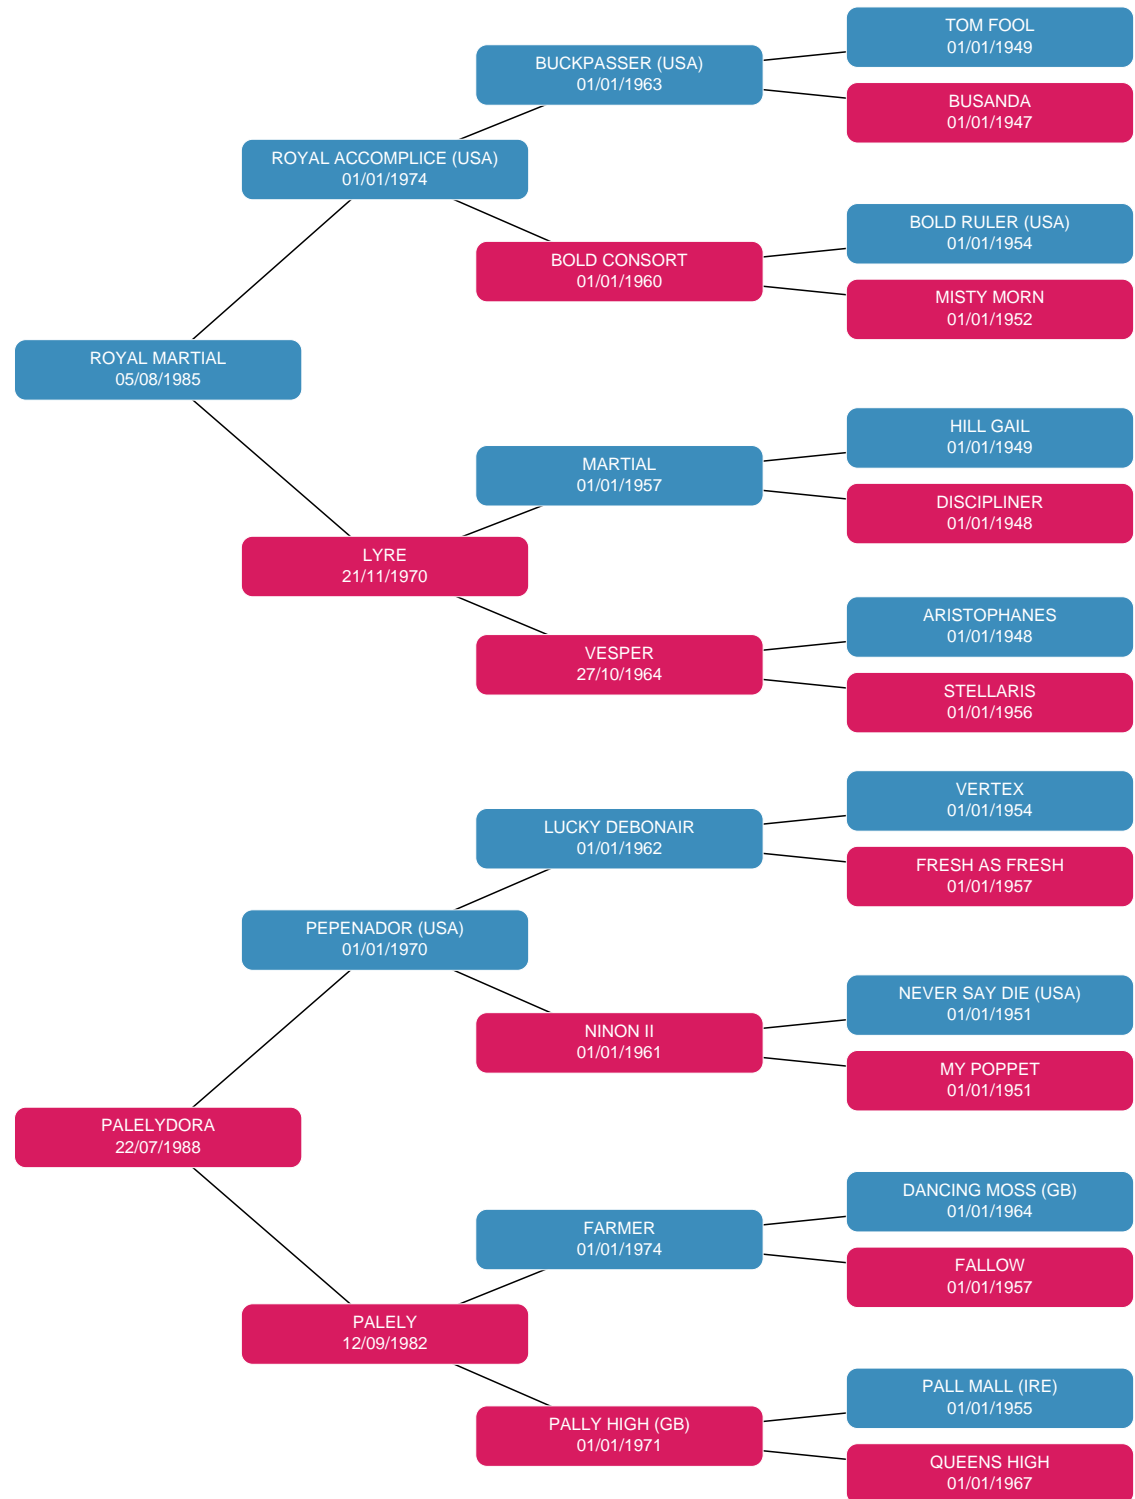 TOM FOOL
01/01/1949
BUCKPASSER (USA)
01/01/1963
BUSANDA
01/01/1947
ROYAL ACCOMPLICE (USA)
01/01/1974
BOLD RULER (USA)
01/01/1954
BOLD CONSORT
01/01/1960
MISTY MORN
01/01/1952
ROYAL MARTIAL
05/08/1985
HILL GAIL
01/01/1949
MARTIAL
01/01/1957
DISCIPLINER
01/01/1948
LYRE
21/11/1970
ARISTOPHANES
01/01/1948
VESPER
27/10/1964
STELLARIS
01/01/1956
VERTEX
01/01/1954
LUCKY DEBONAIR
01/01/1962
FRESH AS FRESH
01/01/1957
PEPENADOR (USA)
01/01/1970
NEVER SAY DIE (USA)
01/01/1951
NINON II
01/01/1961
MY POPPET
01/01/1951
PALELYDORA
22/07/1988
DANCING MOSS (GB)
01/01/1964
FARMER
01/01/1974
FALLOW
01/01/1957
PALELY
12/09/1982
PALL MALL (IRE)
01/01/1955
PALLY HIGH (GB)
01/01/1971
QUEENS HIGH
01/01/1967